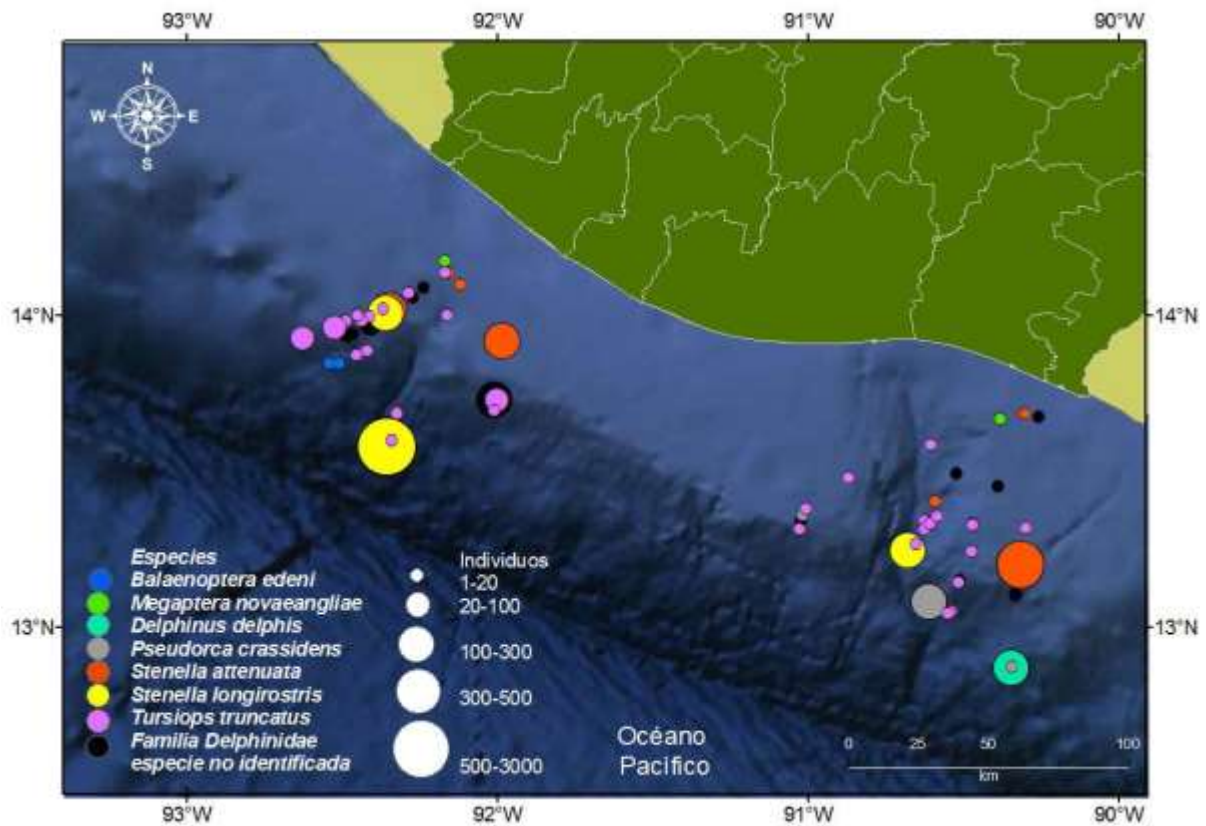 93°W 92°W 91°W 90°W
N
W E
S
14°N 14°N
13°N 13°N
Especies
Balaenoptera edeni
Megaptera novaeangliae
Delphinus delphis
Pseudorca crassidens
Stenella attenuata
Stenella longirostris
Tursiops truncatus
Familia Delphinidae
especie no identificada
Individuos
1-20
20-100
100-300
300-500
500-3000
Océano
Pacifico
0 25 50 100
km
93°W 92°W 91°W 90°W